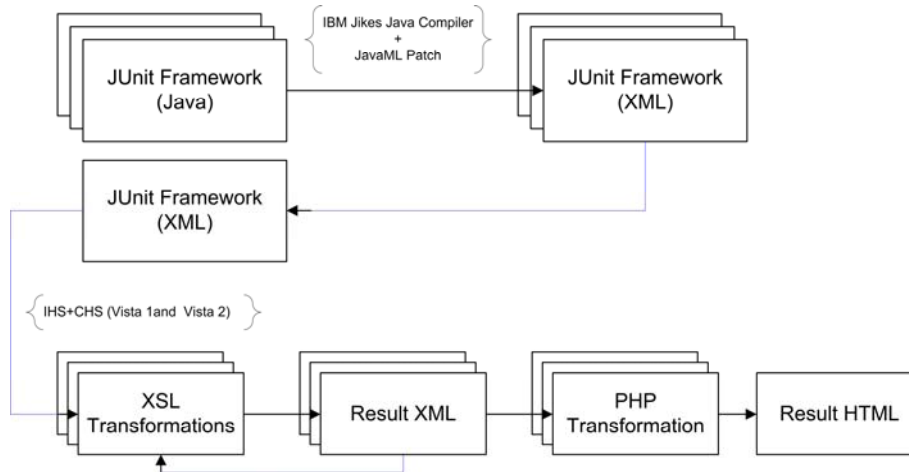 IBM Jikes Java Compiler
+
JavaML Patch
JUnit Framework
(Java)
JUnit Framework
(XML)
JUnit Framework
(XML)
IHS+CHS (Vista 1and Vista 2)
XSL
Transformations
Result XML
PHP
Transformation
Result HTML